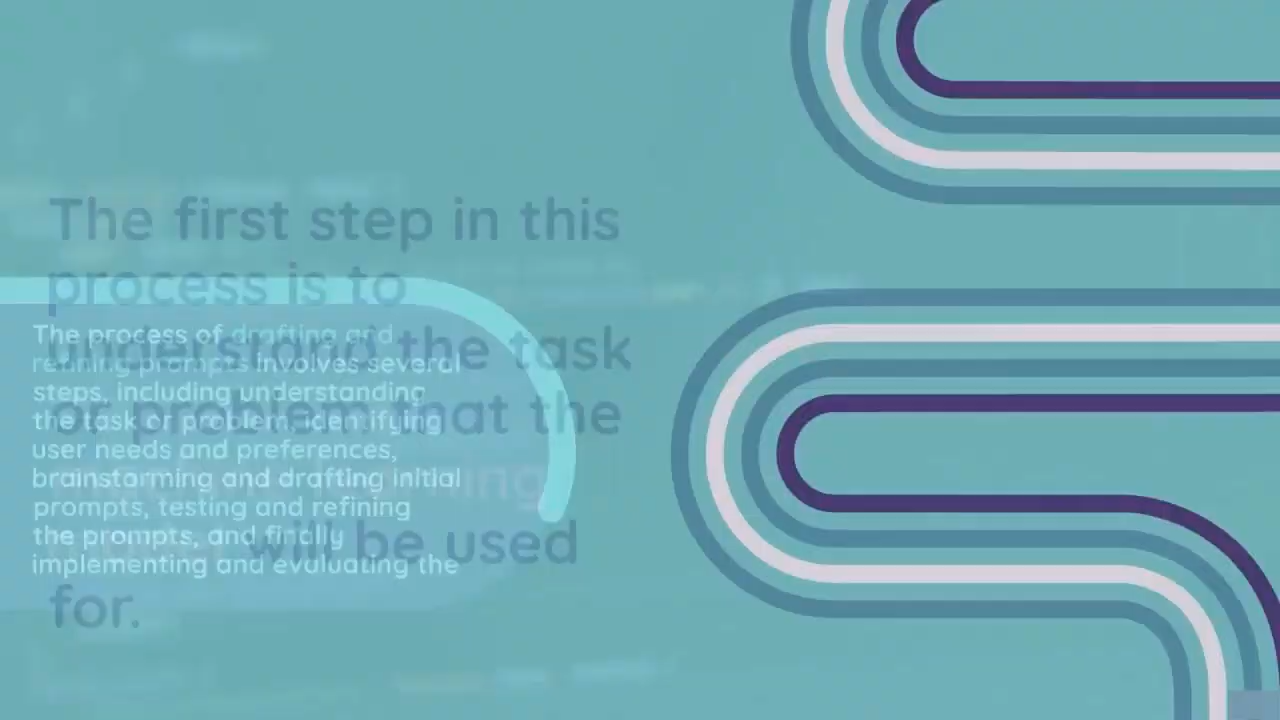 The first step in this
process is to
understand the task
or problem that the
will be used
for.
The process of drafting and
refining prompts involves several
steps, including understanding
the task or problem, identifying
user needs and preferences,
brainstorming and drafting initial
prompts, testing and refining
the prompts, and finally
implementing and evaluating the